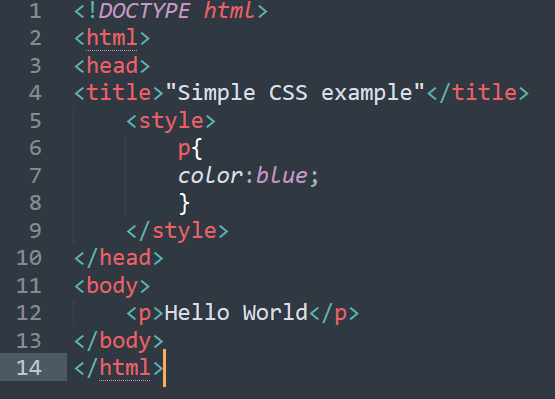 1 <!DOCTYPE html>
2 <html>
3 <head>
4 <title>"Simple CSS example"</title>
5     <style>
6         p{
7         color:blue;
8         }
9     </style>
10 </head>
11 <body>
12     <p>Hello World</p>
13 </body>
14 </html>